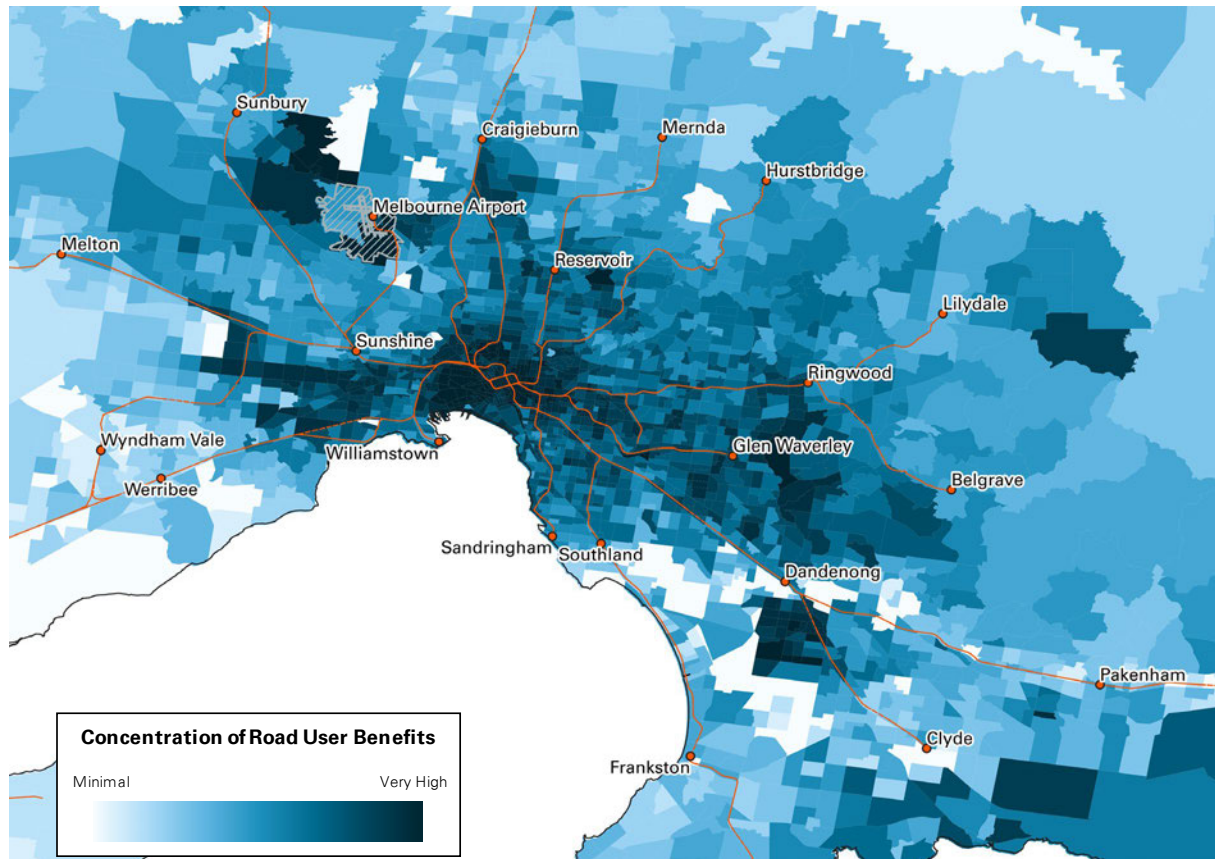 Sunbury
Craigieburn
Mernda
Hurstbridge
Melbourne Airport
Melton
Reservoir
Lilydale
Sunshine
Ringwood
Wyndham Vale
Williamstown
Glen Waverley
Werribee
Belgrave
Sandringham
Southland
Dandenong
Pakenham
Clyde
Frankston
Concentration of Road User Benefits
Minimal
Very High